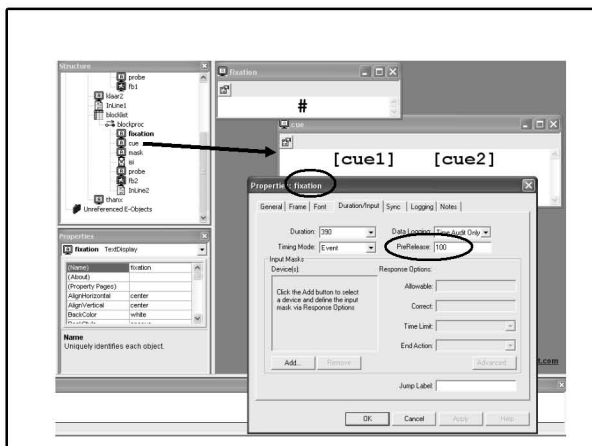 Structure
probe
fb1
klaar2
InLine1
blocklist
blockproc
fixation
cue
mask
isi
probe
fb2
InLine2
thanx
Unreferenced E-Objects
fixation
#
cue
[cue1] [cue2]
Properties
fixation TextDisplay
(Name) fixation
(About)
(Property Pages)
AlignHorizontal center
AlignVertical center
BackColor white
Name
Uniquely identifies each object.
Properties: fixation
General Frame Font Duration/Input Sync Logging Notes
Duration: 390 Data Logging: Time Audit Only
Timing Mode: Event PreRelease: 100
Input Masks
Device(s): Response Options:
Click the Add button to select
a device and define the input
mask via Response Options
Allowable:
Correct:
Time Limit:
End Action:
Add... Remove Advanced
Jump Label:
OK Cancel Apply Help
t.com